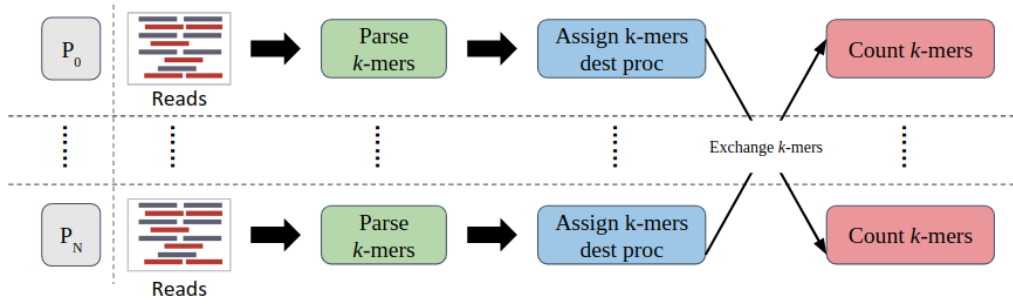 P0
Reads
Parse
k-mers
Assign k-mers
dest proc
Count k-mers
Exchange k-mers
PN
Reads
Parse
k-mers
Assign k-mers
dest proc
Count k-mers